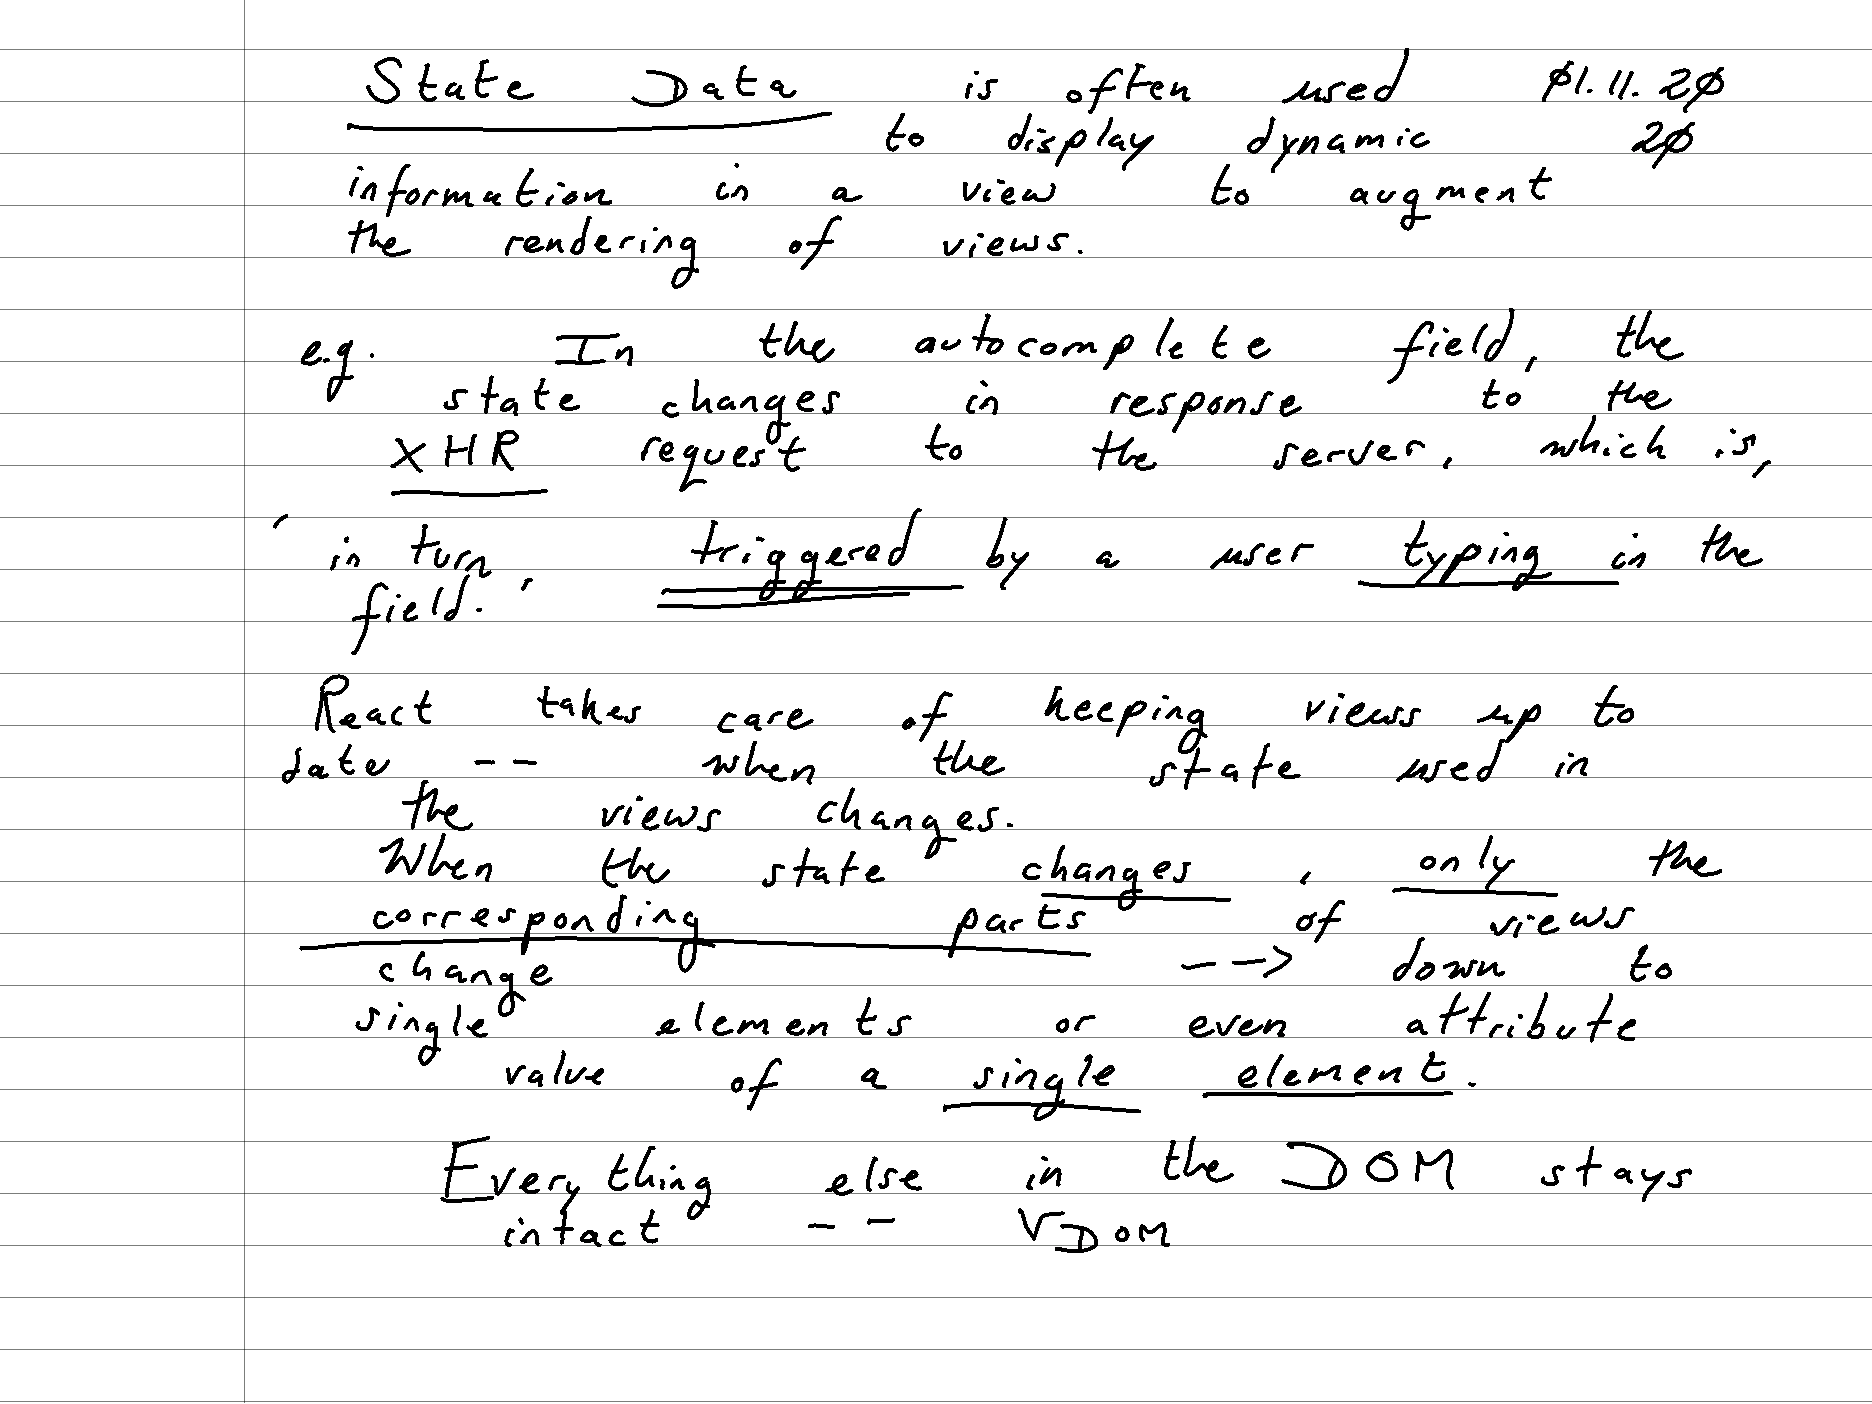 State Data is often used ø1.11.2ø
to display dynamic 2ø
information in a view to augment
the rendering of views.
e.g. In the autocomplete field, the
state changes in response to the
XHR request to the server, which is,
' in turn, triggered by a user typing in the
field.'
React takes care of keeping views up to
date -- when the state used in
the views changes.
When the state changes, only the
corresponding parts of views
change --> down to
single elements or even attribute
value of a single element.
Everything else in the DOM stays
intact -- VDOM